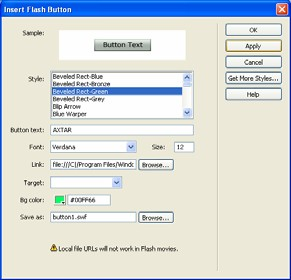 Insert Flash Button
Sample:
Button Text
OK
Apply
Cancel
Get More Styles...
Help
Style:
Beveled Rect-Blue
Beveled Rect-Bronze
Beveled Rect-Green
Beveled Rect-Grey
Blip Arrow
Blue Warper
Button text: AXTAR
Font: Verdana Size: 12
Link: file:///C|/Program Files/Windo Browse...
Target:
Bg color: #00FF66
Save as: button1.swf Browse...
Local file URLs will not work in Flash movies.